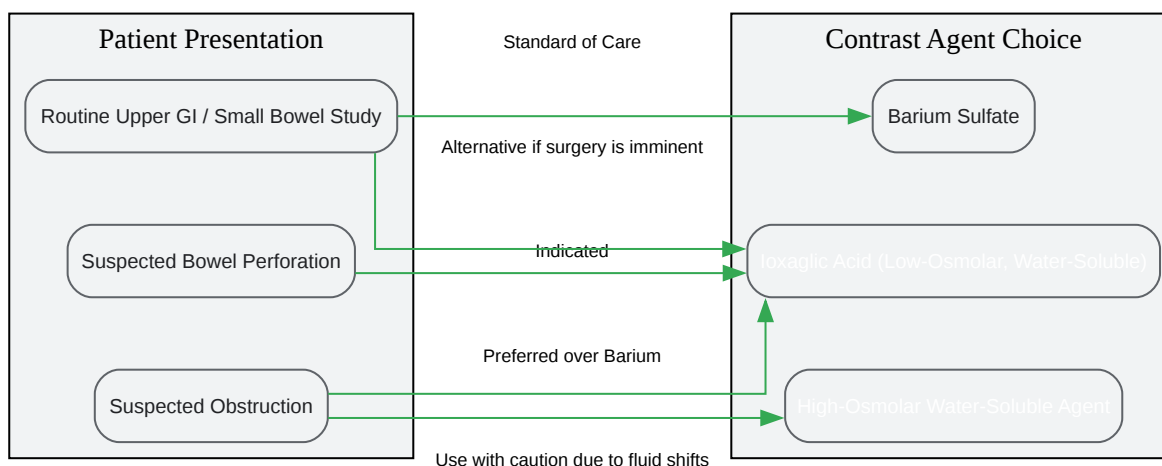 Patient Presentation
Standard of Care
Contrast Agent Choice
Routine Upper GI / Small Bowel Study
Barium Sulfate
Alternative if surgery is imminent
Suspected Bowel Perforation
Indicated
Ioxaglic Acid (Low-Osmolar, Water-Soluble)
Preferred over Barium
Suspected Obstruction
High-Osmolar Water-Soluble Agent
Use with caution due to fluid shifts